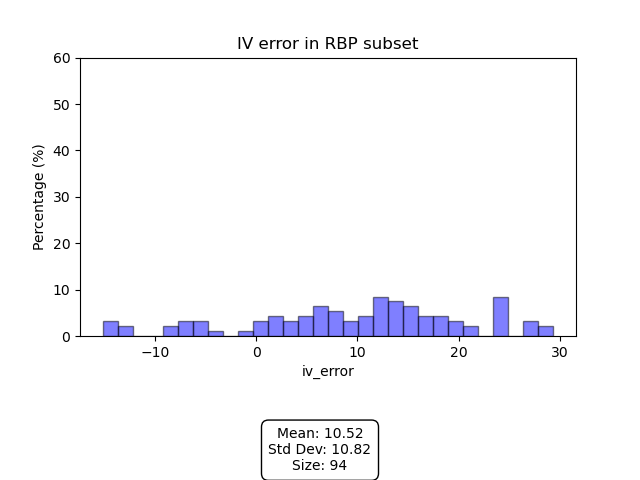 IV error in RBP subset
60
50
40
30
20
10
0
Percentage (%)
−10
0
10
20
30
iv_error
Mean: 10.52
Std Dev: 10.82
Size: 94